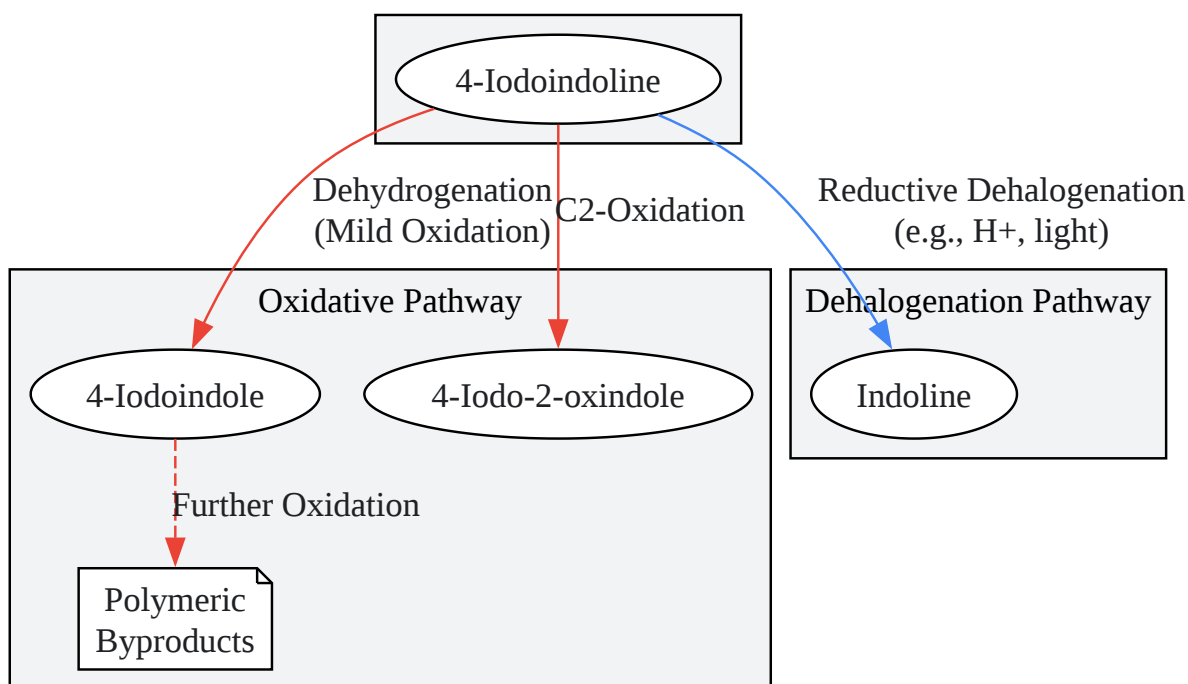 4-Iodoindoline
Dehydrogenation
(Mild Oxidation)
C2-Oxidation
Reductive Dehalogenation
(e.g., H+, light)
Oxidative Pathway
Dehalogenation Pathway
4-Iodoindole
4-Iodo-2-oxindole
Indoline
Further Oxidation
Polymeric
Byproducts